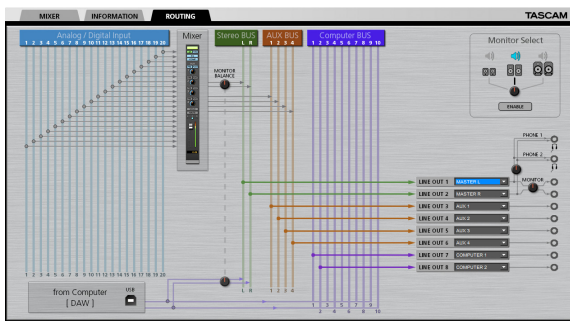 MIXER INFORMATION ROUTING TASCAM
Analog / Digital Input
1 2 3 4 5 6 7 8 9 10 11 12 13 14 15 16 17 18 19 20
Mixer
Stereo BUS
L R
AUX BUS
1 2 3 4
Computer BUS
1 2 3 4 5 6 7 8 9 10
Monitor Select
ENABLE
MONITOR
BALANCE
PHONE 1
PHONE 2
MONITOR
LINE OUT 1 MASTER L
LINE OUT 2 MASTER R
LINE OUT 3 AUX 1
LINE OUT 4 AUX 2
LINE OUT 5 AUX 3
LINE OUT 6 AUX 4
LINE OUT 7 COMPUTER 1
LINE OUT 8 COMPUTER 2
1 2 3 4 5 6 7 8 9 10 11 12 13 14 15 16 17 18 19 20
L R
1 2 3 4
1 3 5 7 9
2 4 6 8 10
from Computer
[ DAW ]
USB